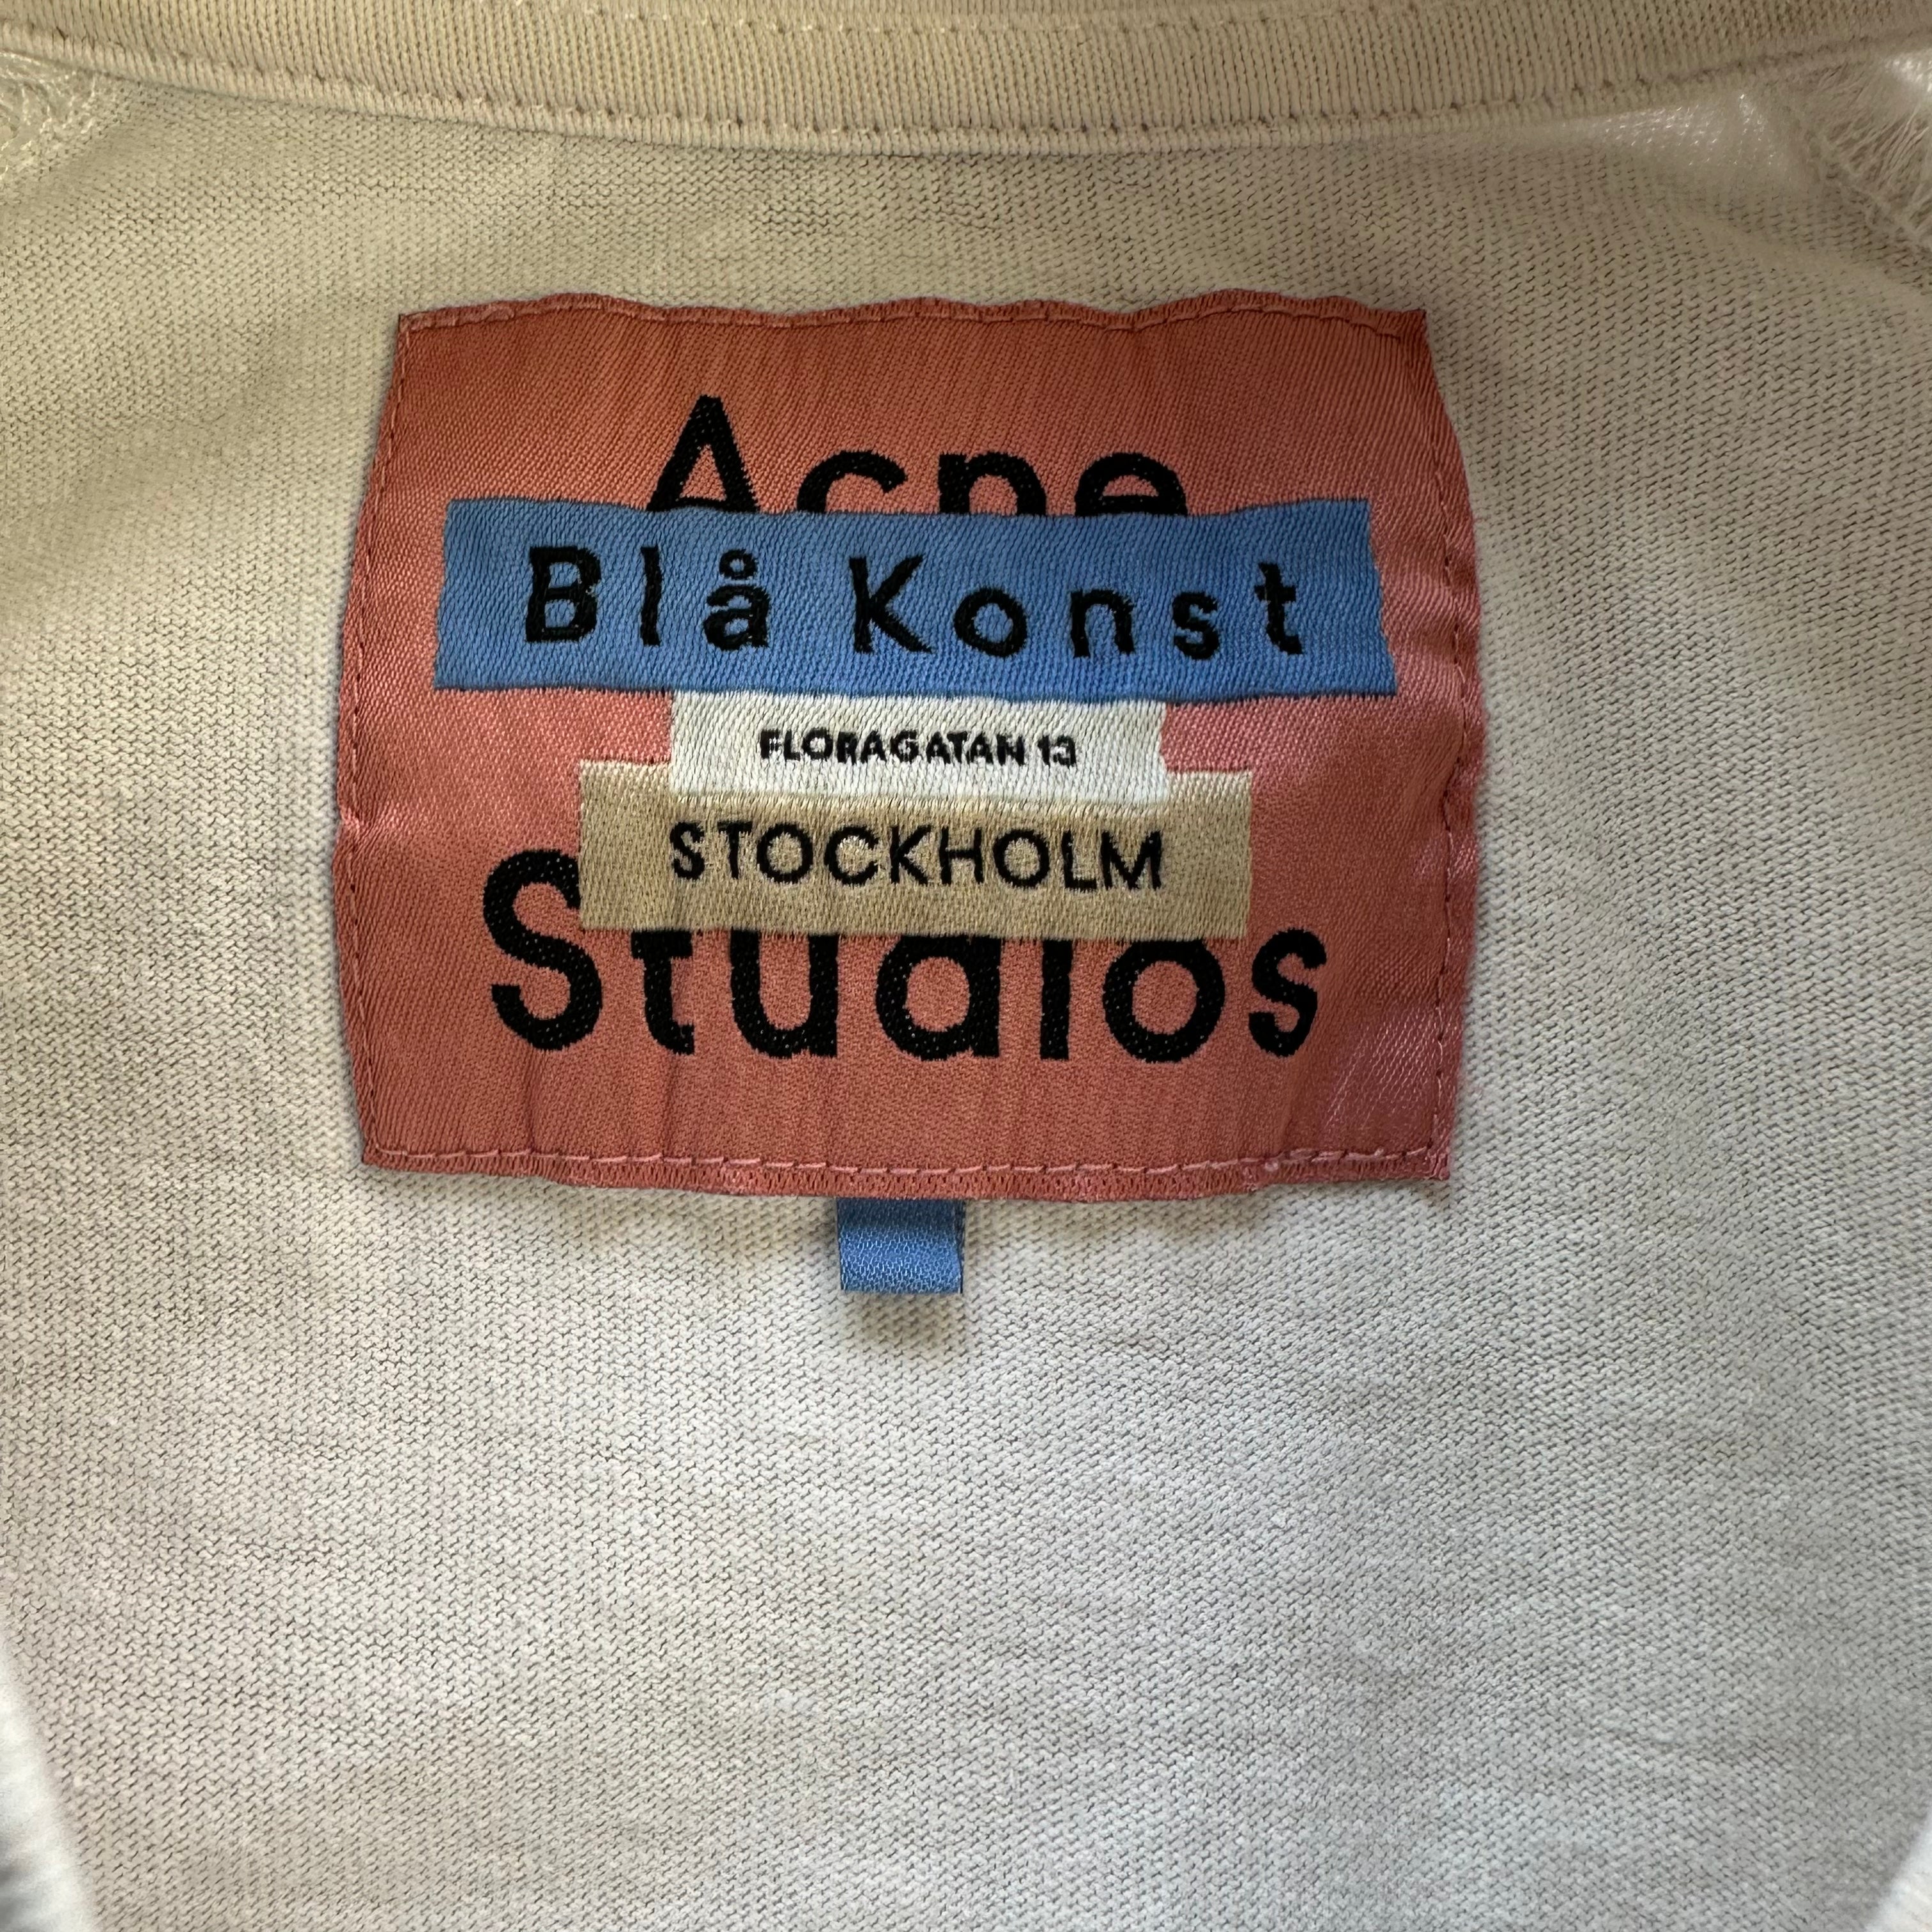 Acne
Blå Konst
FLORAGATAN 13
STOCKHOLM
Studios